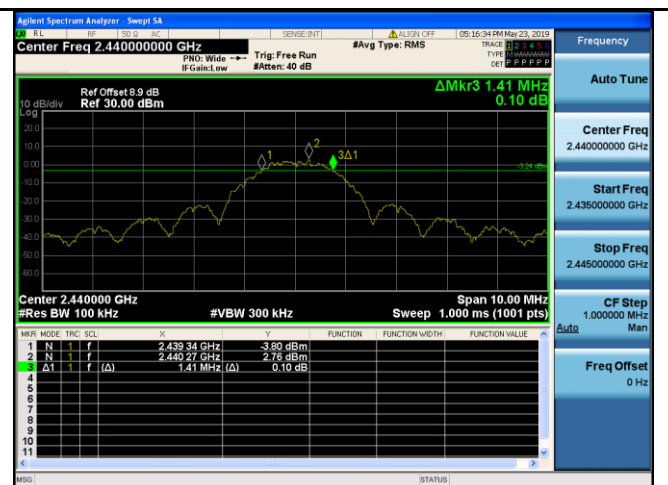 Agilent Spectrum Analyzer - Swept SA
RL RF 50 Ω AC SENSE:INT ALIGN OFF 05:16:34 PM May 23, 2019
Center Freq 2.440000000 GHz #Avg Type: RMS TRACE 1 2 3 4 5 6
PNO: Wide Trig: Free Run TYPE MWWWWW
IFGain:Low #Atten: 40 dB DET P P P P P P
Frequency
Auto Tune
ΔMkr3 1.41 MHz
0.10 dB
Ref Offset 8.9 dB
10 dB/div Ref 30.00 dBm
Log
20.0
10.0
0.00
-10.0
-20.0
-30.0
-40.0
-50.0
-60.0
1
2
3Δ1
-3.24 dBm
Center Freq
2.440000000 GHz
Start Freq
2.435000000 GHz
Stop Freq
2.445000000 GHz
CF Step
1.000000 MHz
Auto Man
Freq Offset
0 Hz
Center 2.440000 GHz Span 10.00 MHz
#Res BW 100 kHz #VBW 300 kHz Sweep 1.000 ms (1001 pts)
MKR MODE TRC SCL X Y FUNCTION FUNCTION WIDTH FUNCTION VALUE
1 N 1 f 2.439 34 GHz -3.80 dBm
2 N 1 f 2.440 27 GHz 2.76 dBm
3 Δ1 1 f (Δ) 1.41 MHz (Δ) 0.10 dB
4
5
6
7
8
9
10
11
MSG STATUS